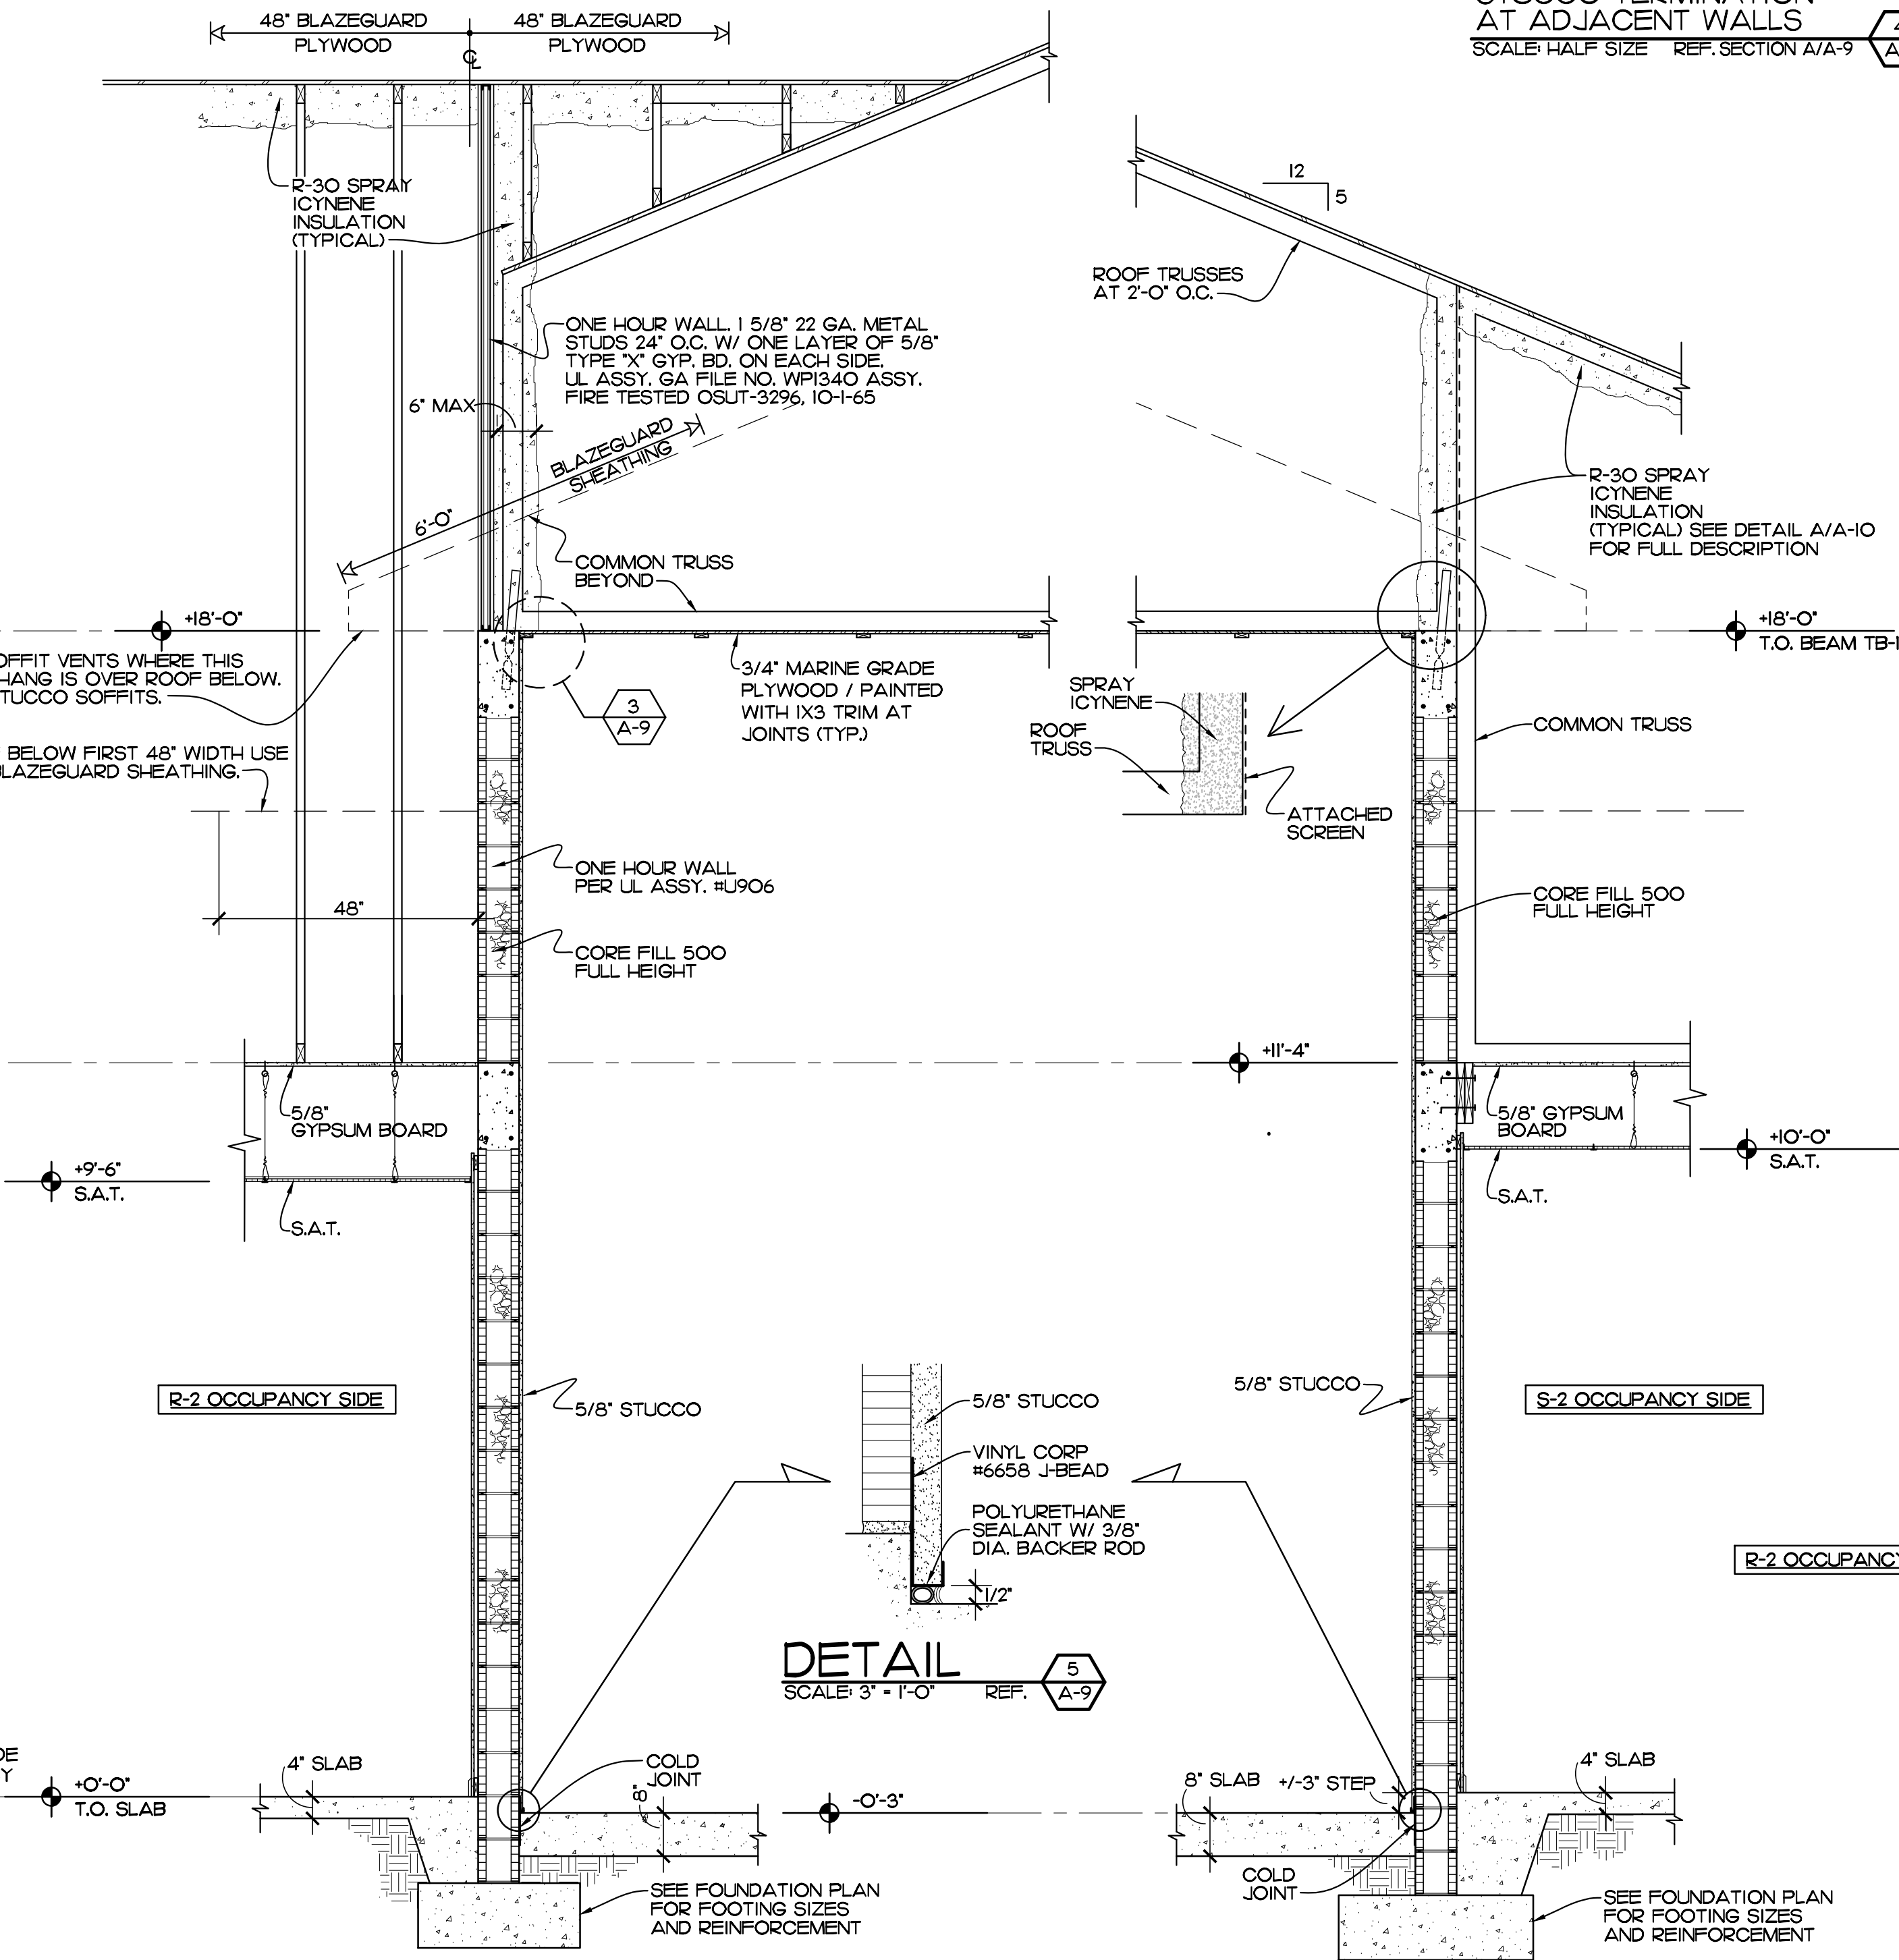 48" BLAZEGUARD
PLYWOOD
48" BLAZEGUARD
PLYWOOD
℄
AT ADJACENT WALLS
SCALE: HALF SIZE REF. SECTION A/A-9
R-30 SPRAY
ICYNENE
INSULATION
(TYPICAL)
12
5
ROOF TRUSSES
AT 2'-0" O.C.
ONE HOUR WALL. 1 5/8" 22 GA. METAL
STUDS 24" O.C. W/ ONE LAYER OF 5/8"
TYPE "X" GYP. BD. ON EACH SIDE.
UL ASSY. GA FILE NO. WP1340 ASSY.
FIRE TESTED OSUT-3296, 10-1-65
6" MAX
BLAZEGUARD
SHEATHING
6'-0"
R-30 SPRAY
ICYNENE
INSULATION
(TYPICAL) SEE DETAIL A/A-10
FOR FULL DESCRIPTION
COMMON TRUSS
BEYOND
+18'-0"
+18'-0"
T.O. BEAM TB-1
OFFIT VENTS WHERE THIS
HANG IS OVER ROOF BELOW.
TUCCO SOFFITS.
3/4" MARINE GRADE
PLYWOOD / PAINTED
WITH 1X3 TRIM AT
JOINTS (TYP.)
3
A-9
SPRAY
ICYNENE
ROOF
TRUSS
ATTACHED
SCREEN
COMMON TRUSS
BELOW FIRST 48" WIDTH USE
BLAZEGUARD SHEATHING.
ONE HOUR WALL
PER UL ASSY. #U906
48"
CORE FILL 500
FULL HEIGHT
CORE FILL 500
FULL HEIGHT
+11'-4"
5/8"
GYPSUM BOARD
5/8" GYPSUM
BOARD
+9'-6"
S.A.T.
S.A.T.
+10'-0"
S.A.T.
S.A.T.
R-2 OCCUPANCY SIDE
5/8" STUCCO
5/8" STUCCO
5/8" STUCCO
S-2 OCCUPANCY SIDE
VINYL CORP
#6658 J-BEAD
POLYURETHANE
SEALANT W/ 3/8"
DIA. BACKER ROD
1/2"
R-2 OCCUPANCY
DETAIL
SCALE: 3" = 1'-0" REF.
5
A-9
DE
Y
+0'-0"
T.O. SLAB
4" SLAB
COLD
JOINT
8"
-0'-3"
8" SLAB
+/-3" STEP
4" SLAB
COLD
JOINT
SEE FOUNDATION PLAN
FOR FOOTING SIZES
AND REINFORCEMENT
SEE FOUNDATION PLAN
FOR FOOTING SIZES
AND REINFORCEMENT